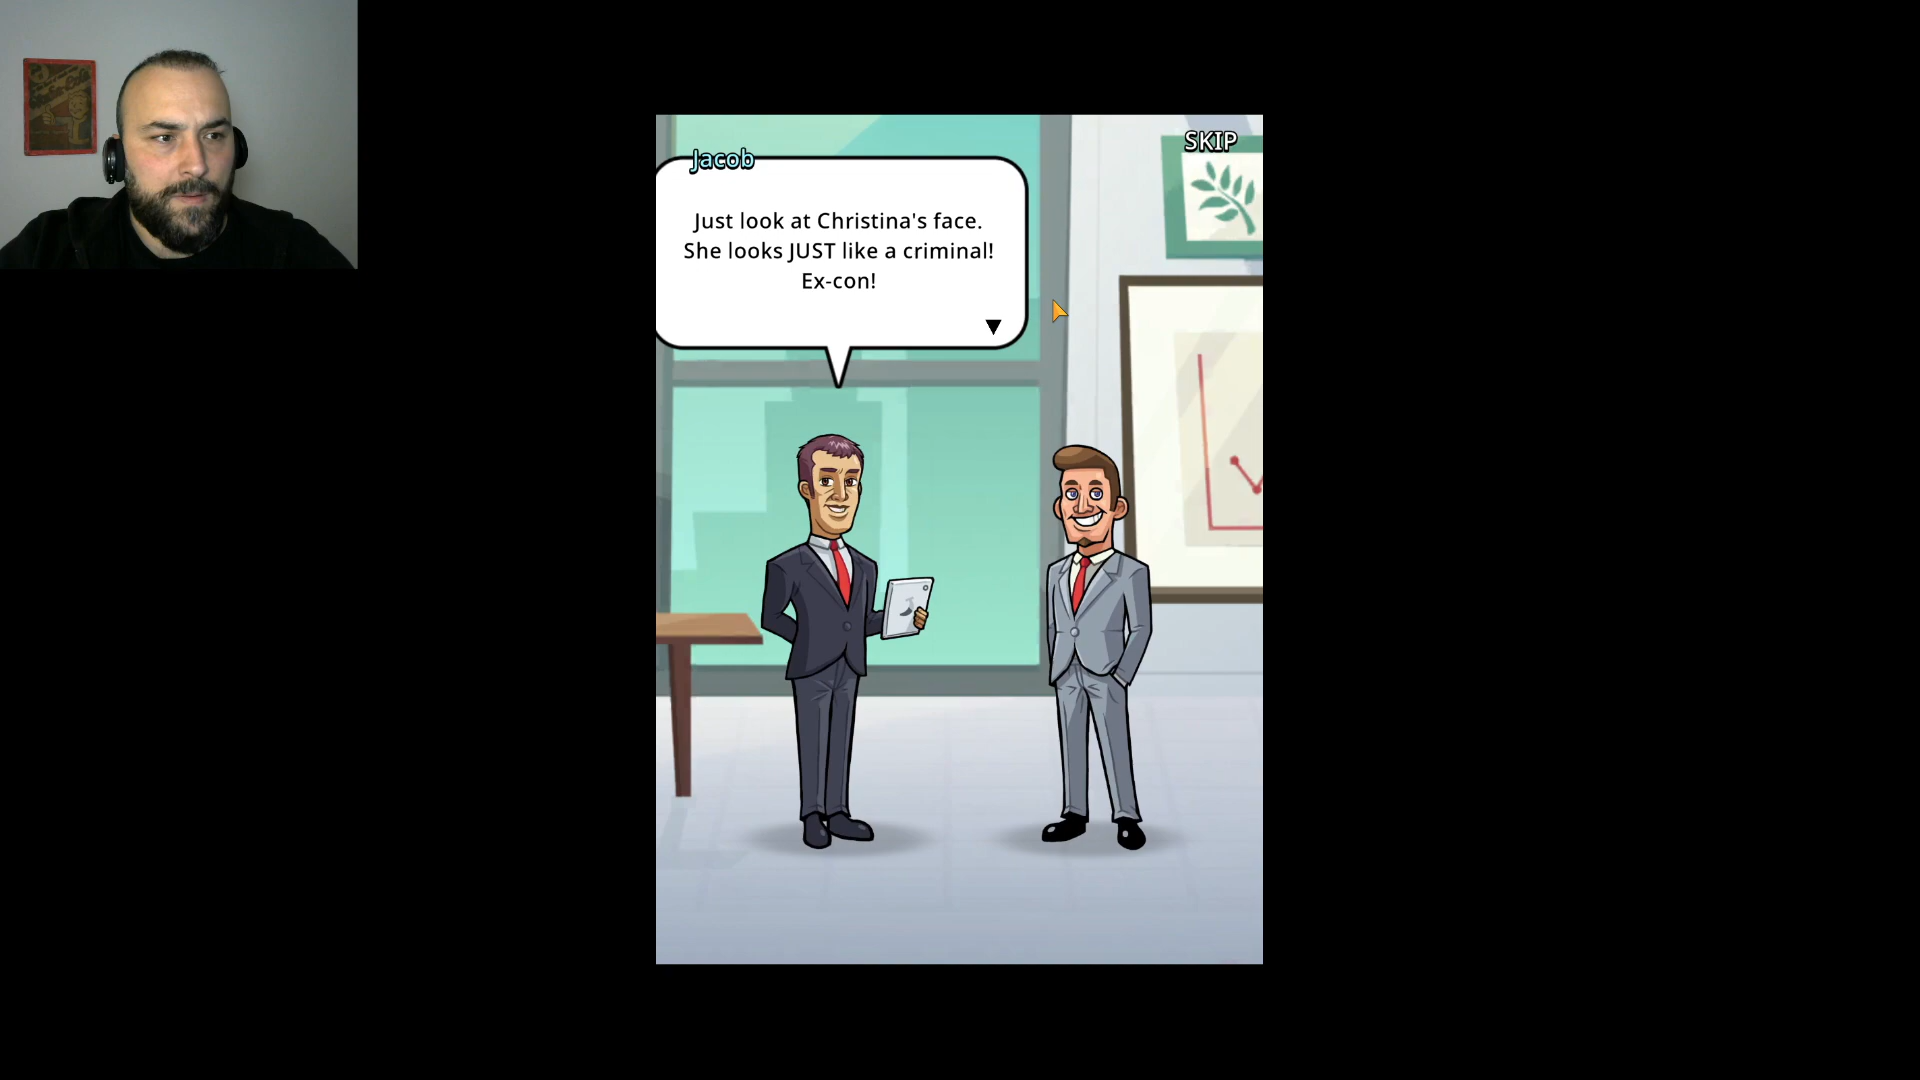 SKIP
Jacob
Just look at Christina's face.
She looks JUST like a criminal!
Ex-con!